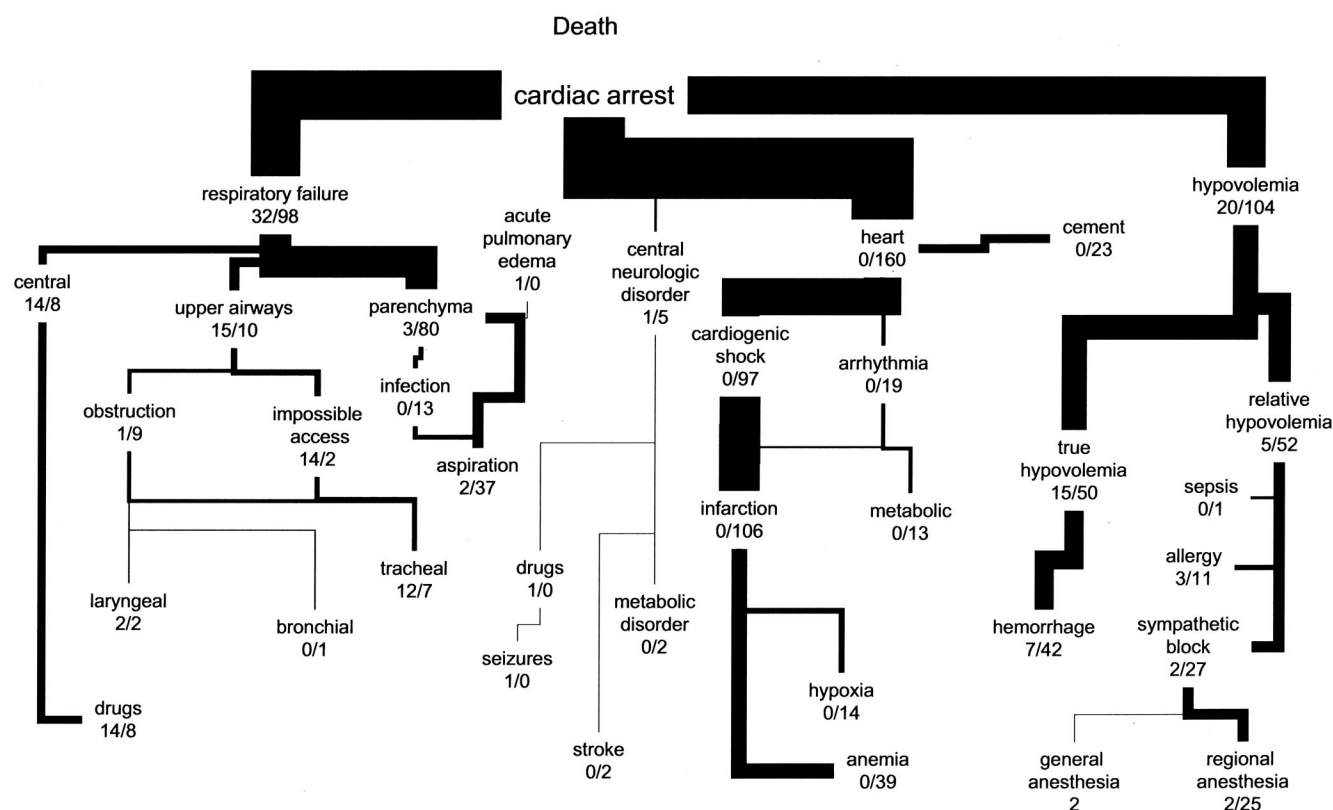 Death
cardiac arrest
respiratory failure
32/98
hypovolemia
20/104
acute
pulmonary
edema
1/0
central
neurologic
disorder
1/5
heart
0/160
cement
0/23
central
14/8
upper airways
15/10
parenchyma
3/80
cardiogenic
shock
0/97
arrhythmia
0/19
infection
0/13
obstruction
1/9
impossible
access
14/2
aspiration
2/37
relative
hypovolemia
5/52
true
hypovolemia
15/50
infarction
0/106
metabolic
0/13
sepsis
0/1
allergy
3/11
tracheal
12/7
drugs
1/0
laryngeal
2/2
bronchial
0/1
metabolic
disorder
0/2
hemorrhage
7/42
sympathetic
block
2/27
seizures
1/0
hypoxia
0/14
drugs
14/8
stroke
0/2
anemia
0/39
general
anesthesia
2
regional
anesthesia
2/25